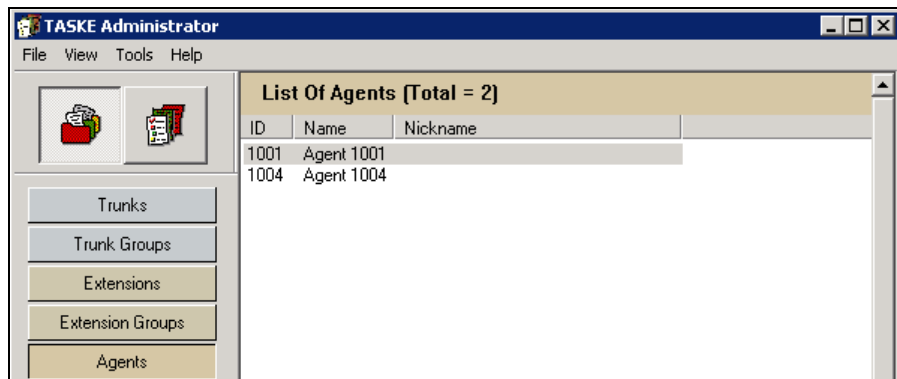 TASKE Administrator
File View Tools Help
List Of Agents (Total = 2)
ID Name Nickname
1001 Agent 1001
1004 Agent 1004
Trunks
Trunk Groups
Extensions
Extension Groups
Agents